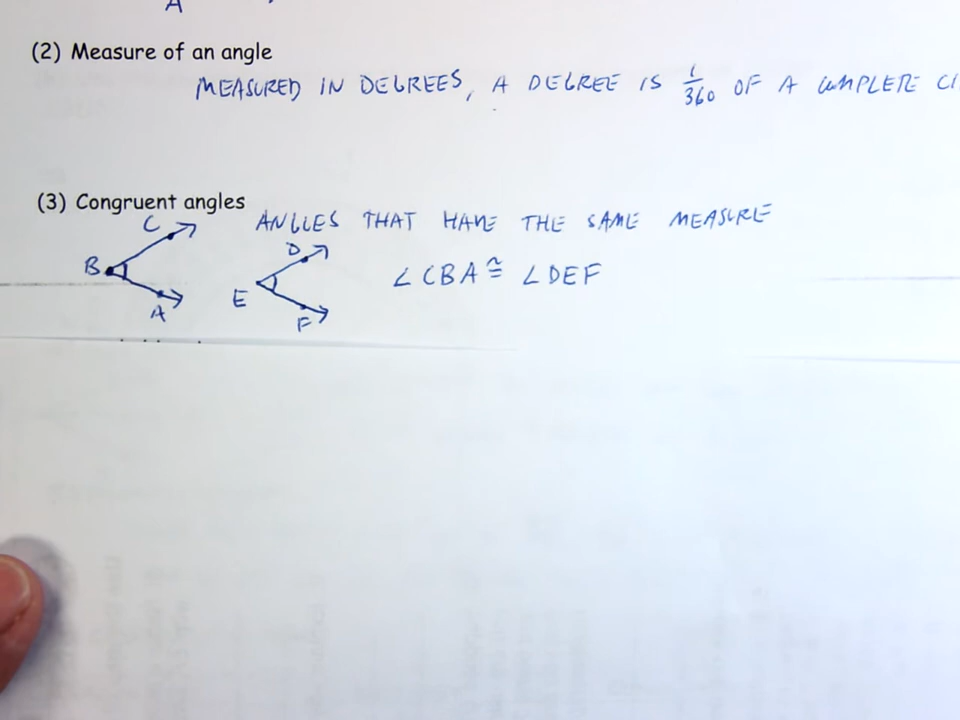 A
(2) Measure of an angle
MEASURED IN DEGREES, A DEGREE IS 1/360 OF A COMPLETE
(3) Congruent angles
ANGLES THAT HAVE THE SAME MEASURE
C
B
A
D
E
F
∠CBA ≅ ∠DEF